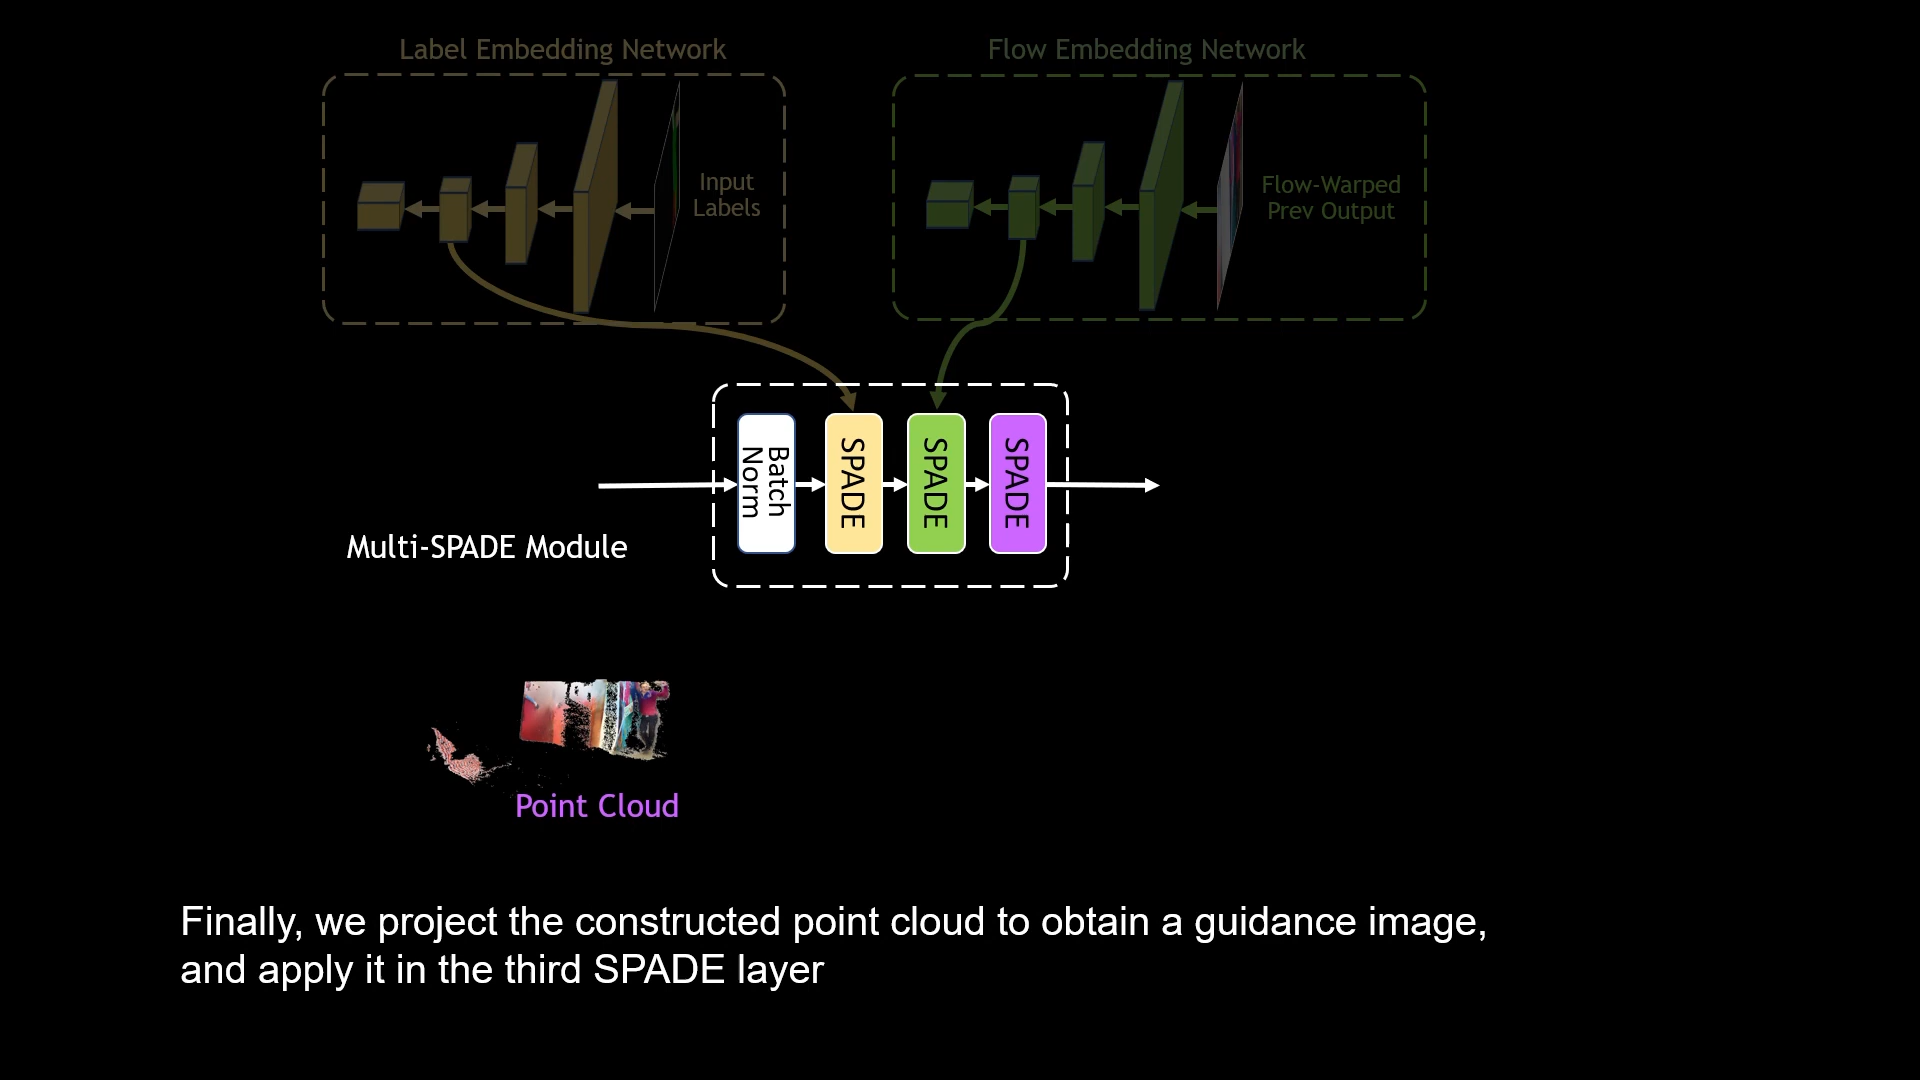 Label Embedding Network
Flow Embedding Network
Input
Labels
Flow-Warped
Prev Output
Batch
Norm
SPADE
SPADE
SPADE
Multi-SPADE Module
Point Cloud
Finally, we project the constructed point cloud to obtain a guidance image,
and apply it in the third SPADE layer